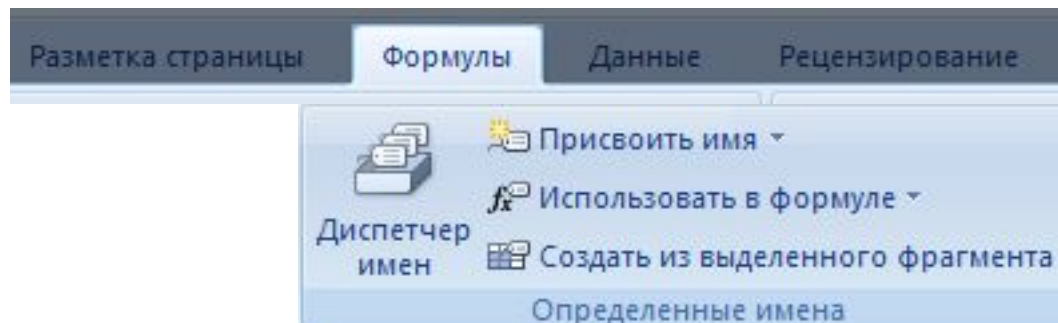 Разметка страницы Формулы Данные Рецензирование
Присвоить имя
Использовать в формуле
Диспетчер имен
Создать из выделенного фрагмента
Определенные имена